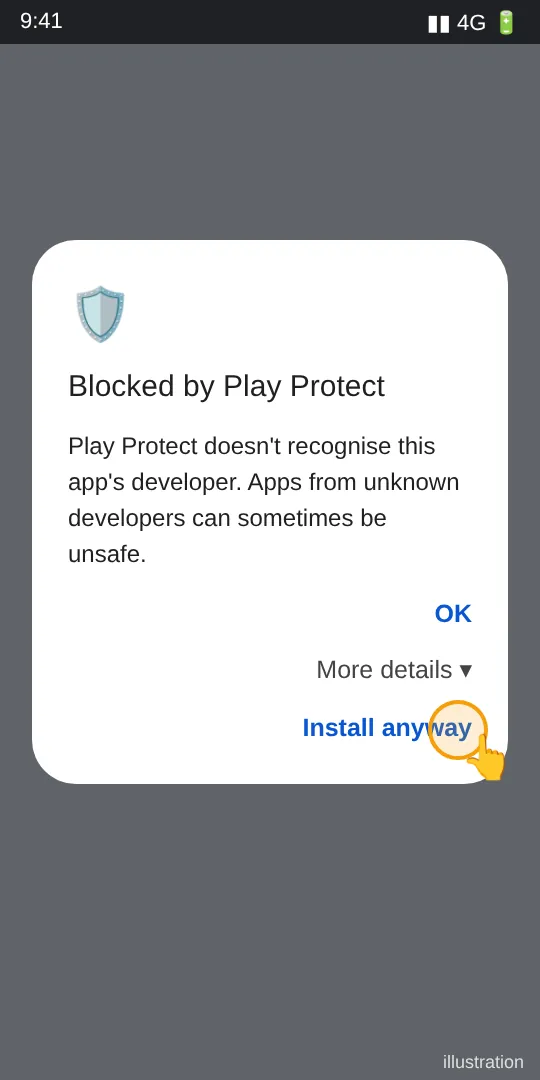 9:41
4G
Blocked by Play Protect
Play Protect doesn't recognise this
app's developer. Apps from unknown
developers can sometimes be
unsafe.
OK
More details ▾
Install anyway
illustration